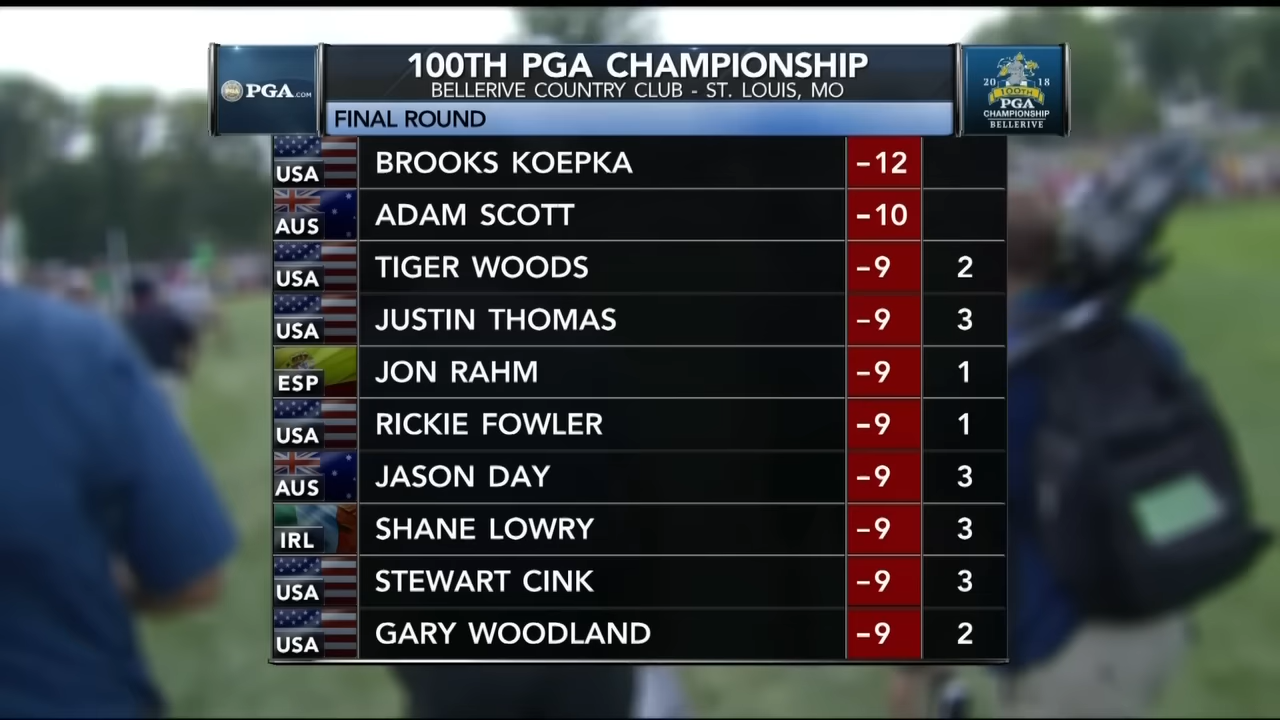 PGA.COM
100TH PGA CHAMPIONSHIP
BELLERIVE COUNTRY CLUB - ST. LOUIS, MO
FINAL ROUND
2018
100TH
PGA
CHAMPIONSHIP
BELLERIVE
USA BROOKS KOEPKA -12
AUS ADAM SCOTT -10
USA TIGER WOODS -9 2
USA JUSTIN THOMAS -9 3
ESP JON RAHM -9 1
USA RICKIE FOWLER -9 1
AUS JASON DAY -9 3
IRL SHANE LOWRY -9 3
USA STEWART CINK -9 3
USA GARY WOODLAND -9 2